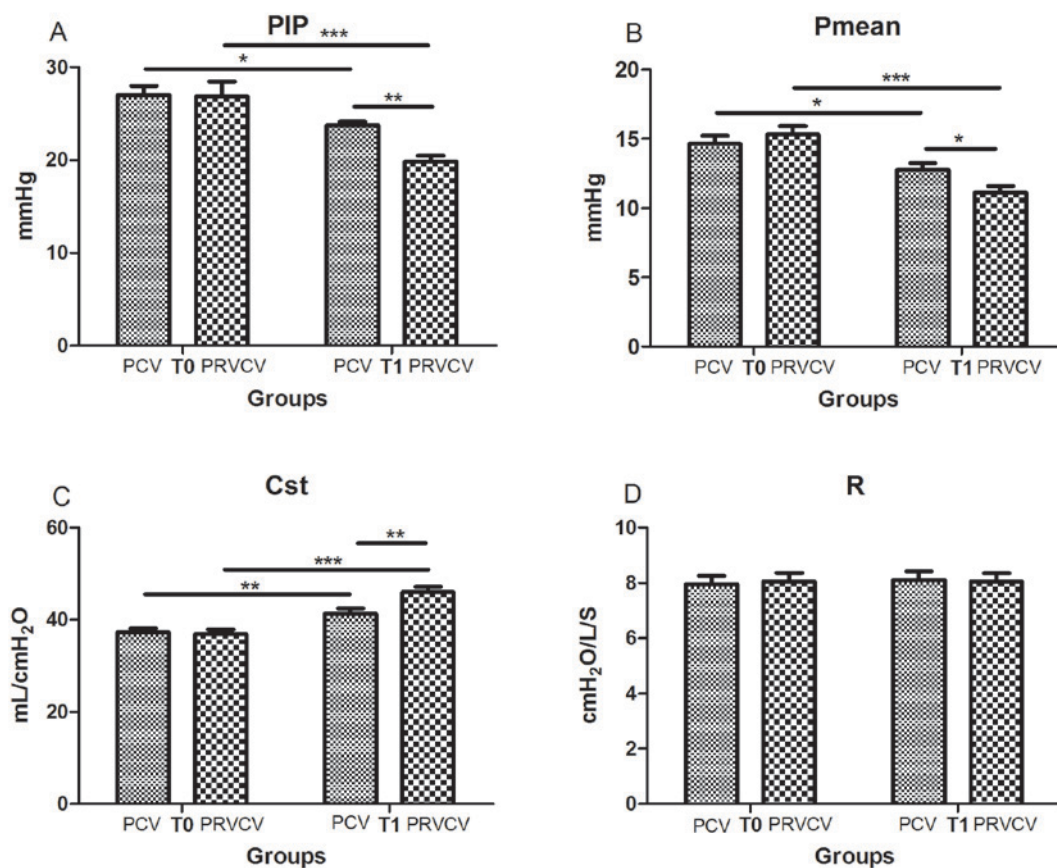 A
PIP
***
*
**
30
20
10
0
mmHg
PCV T0 PRVCV
PCV T1 PRVCV
Groups
B
Pmean
***
*
*
20
15
10
5
0
mmHg
PCV T0 PRVCV
PCV T1 PRVCV
Groups
C
Cst
**
***
**
60
40
20
0
mL/cmH₂O
PCV T0 PRVCV
PCV T1 PRVCV
Groups
D
R
10
8
6
4
2
0
cmH₂O/L/S
PCV T0 PRVCV
PCV T1 PRVCV
Groups